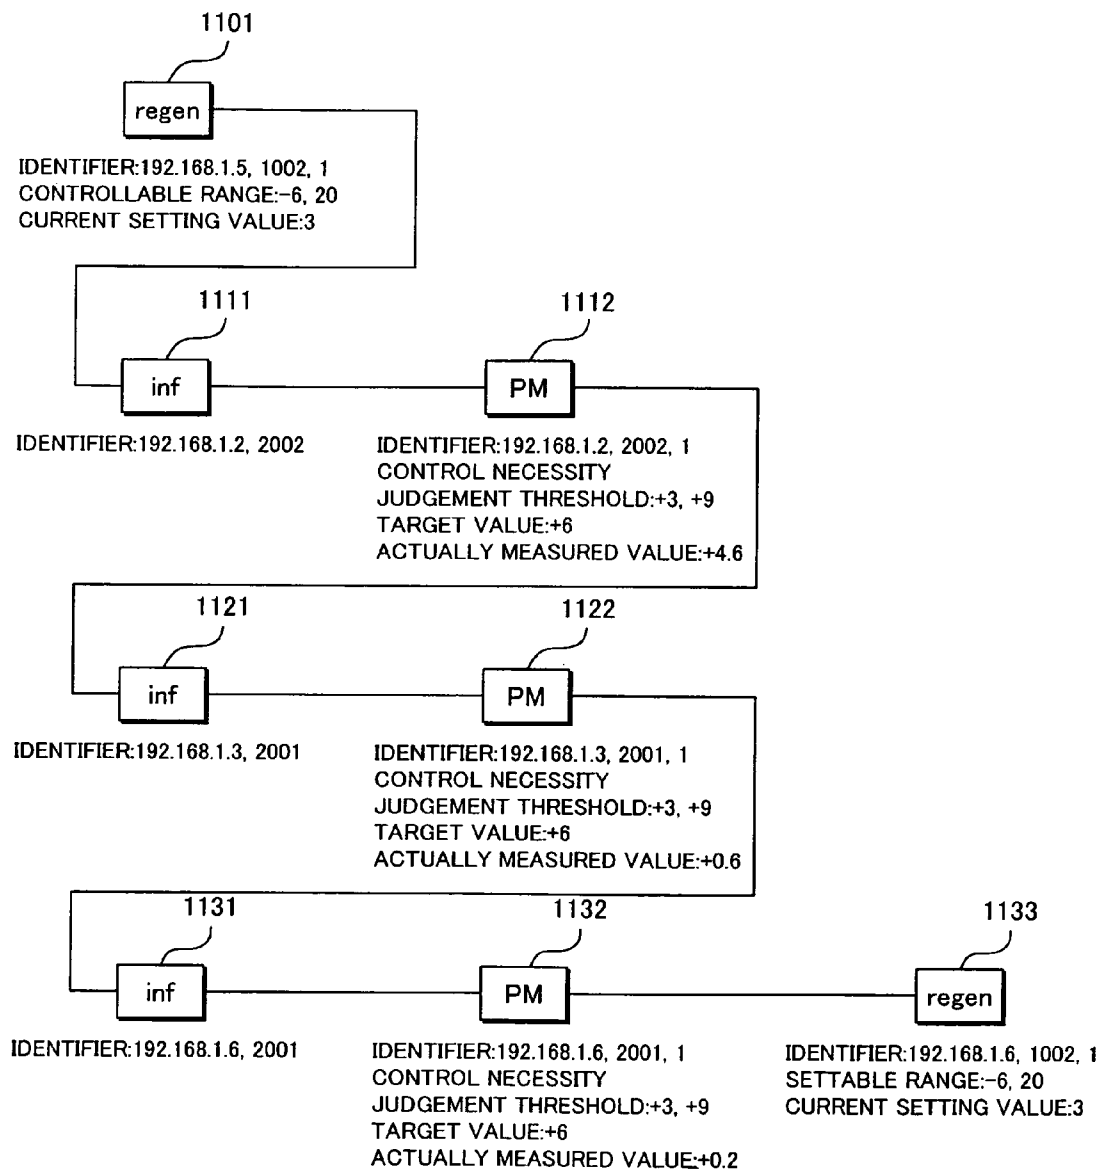 1101
regen
IDENTIFIER:192.168.1.5, 1002, 1
CONTROLLABLE RANGE:-6, 20
CURRENT SETTING VALUE:3
1111
inf
IDENTIFIER:192.168.1.2, 2002
1112
PM
IDENTIFIER:192.168.1.2, 2002, 1
CONTROL NECESSITY
JUDGEMENT THRESHOLD:+3, +9
TARGET VALUE:+6
ACTUALLY MEASURED VALUE:+4.6
1121
inf
IDENTIFIER:192.168.1.3, 2001
1122
PM
IDENTIFIER:192.168.1.3, 2001, 1
CONTROL NECESSITY
JUDGEMENT THRESHOLD:+3, +9
TARGET VALUE:+6
ACTUALLY MEASURED VALUE:+0.6
1131
inf
IDENTIFIER:192.168.1.6, 2001
1132
PM
IDENTIFIER:192.168.1.6, 2001, 1
CONTROL NECESSITY
JUDGEMENT THRESHOLD:+3, +9
TARGET VALUE:+6
ACTUALLY MEASURED VALUE:+0.2
1133
regen
IDENTIFIER:192.168.1.6, 1002, 1
SETTABLE RANGE:-6, 20
CURRENT SETTING VALUE:3